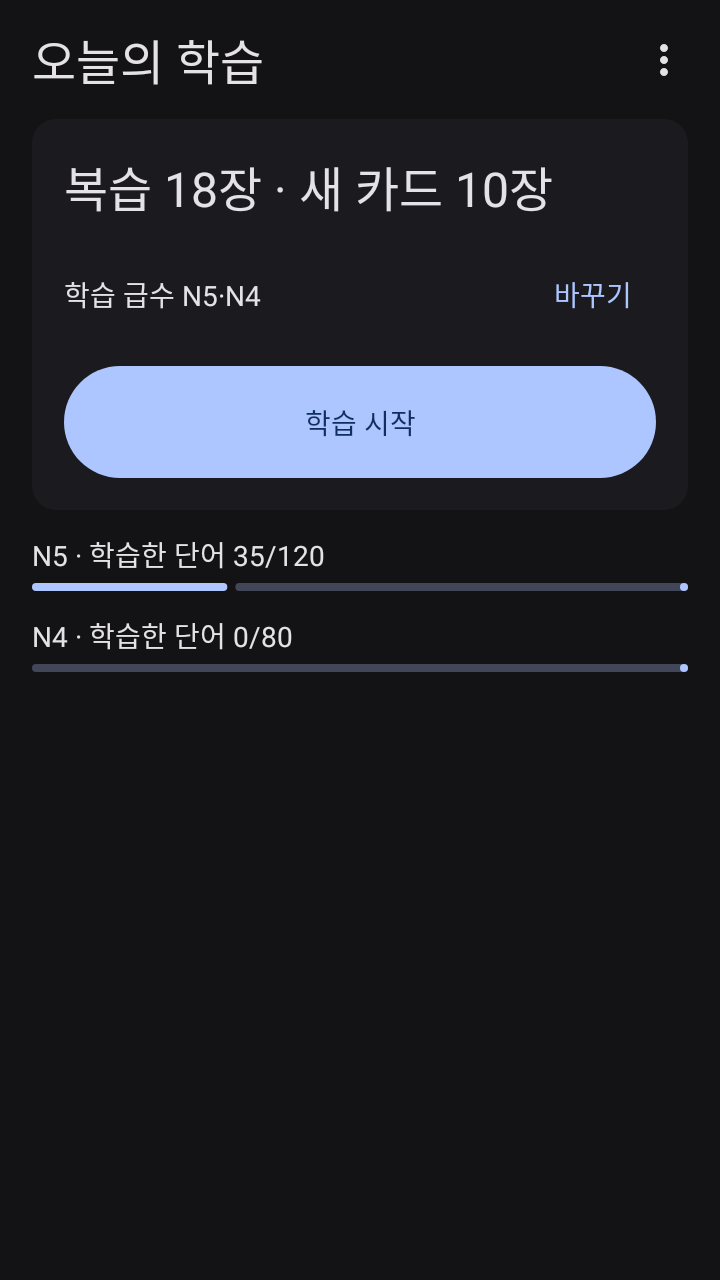 오늘의 학습
복습 18장 · 새 카드 10장
학습 급수 N5·N4
바꾸기
학습 시작
N5 · 학습한 단어 35/120
N4 · 학습한 단어 0/80